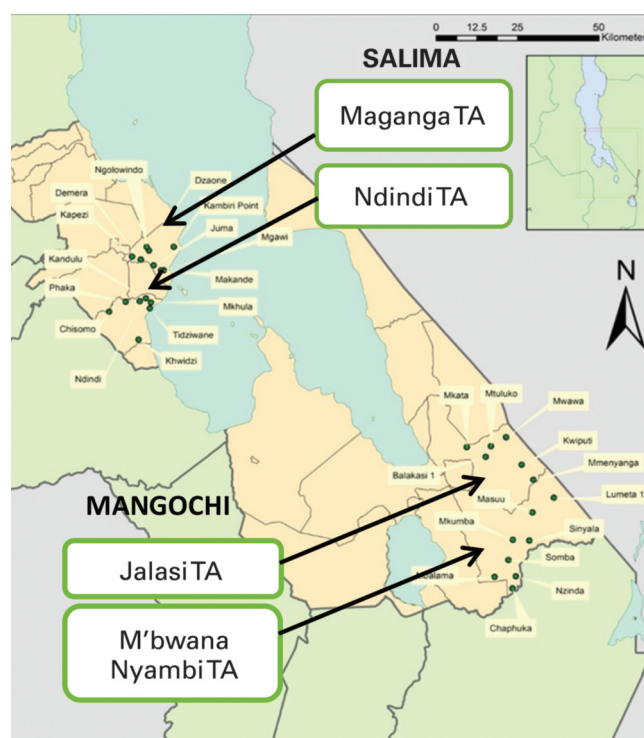 0 12.5 25 50
Kilometer
SALIMA
Maganga TA
Ndindi TA
Ngolowindo
Dzaone
Demera
Kambiri Point
Kapezi
Juma
Mgawi
Kandulu
Makande
Phaka
Mkhula
Chisomo
Tidziwane
Khwidzi
Ndindi
N
Mtuluko
Mkata
Mwawa
Kwiputi
Balakasi 1
Mmenyanga
MANGOCHI
Masuu
Lumeta 1
Mkumba
Sinyala
Jalasi TA
Somba
Nzinda
Chaphuka
M'bwana
Nyambi TA